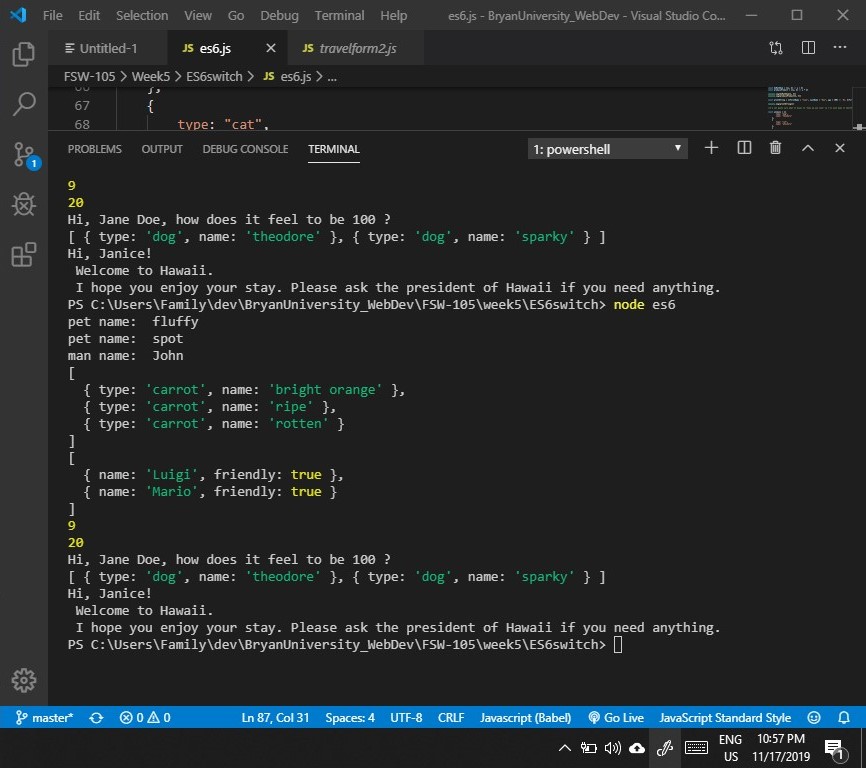 File Edit Selection View Go Debug Terminal Help es6.js - BryanUniversity_WebDev - Visual Studio Co...
Untitled-1 JS es6.js JS travelform2.js
FSW-105 > Week5 > ES6switch > JS es6.js > ...
66 },
67 {
68 type: "cat",
PROBLEMS OUTPUT DEBUG CONSOLE TERMINAL 1: powershell
9
20
Hi, Jane Doe, how does it feel to be 100 ?
[ { type: 'dog', name: 'theodore' }, { type: 'dog', name: 'sparky' } ]
Hi, Janice!
Welcome to Hawaii.
I hope you enjoy your stay. Please ask the president of Hawaii if you need anything.
PS C:\Users\Family\dev\BryanUniversity_WebDev\FSW-105\week5\ES6switch> node es6
pet name: fluffy
pet name: spot
man name: John
[
{ type: 'carrot', name: 'bright orange' },
{ type: 'carrot', name: 'ripe' },
{ type: 'carrot', name: 'rotten' }
]
[
{ name: 'Luigi', friendly: true },
{ name: 'Mario', friendly: true }
]
9
20
Hi, Jane Doe, how does it feel to be 100 ?
[ { type: 'dog', name: 'theodore' }, { type: 'dog', name: 'sparky' } ]
Hi, Janice!
Welcome to Hawaii.
I hope you enjoy your stay. Please ask the president of Hawaii if you need anything.
PS C:\Users\Family\dev\BryanUniversity_WebDev\FSW-105\week5\ES6switch>
1
master* 0 0 Ln 87, Col 31 Spaces: 4 UTF-8 CRLF Javascript (Babel) Go Live JavaScript Standard Style
ENG 10:57 PM
US 11/17/2019 1